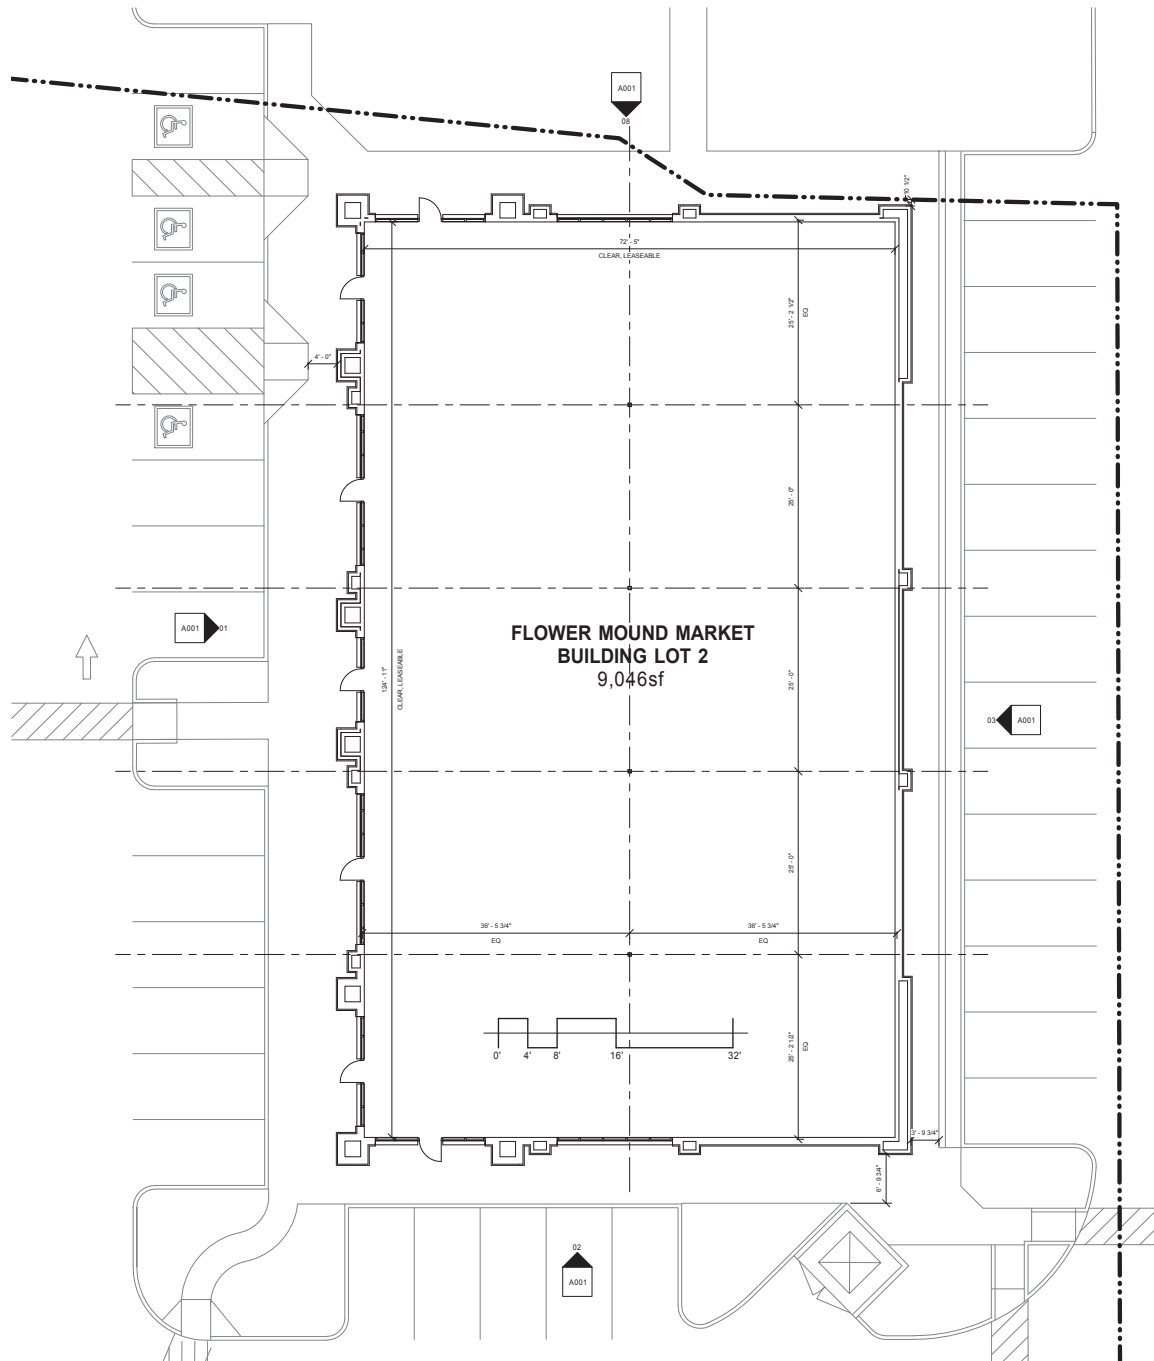 A001
08
10 1/2"
72' - 5"
CLEAR, LEASEABLE
25' - 2 1/2"
EQ
4' - 0"
25' - 0"
A001
01
124' - 11"
CLEAR, LEASEABLE
FLOWER MOUND MARKET
BUILDING LOT 2
9,046sf
25' - 0"
03
A001
25' - 0"
36' - 5 3/4"
EQ
36' - 5 3/4"
EQ
25' - 2 1/2"
EQ
0' 4' 8' 16' 32'
3' - 9 3/4"
6' - 9 3/4"
02
A001